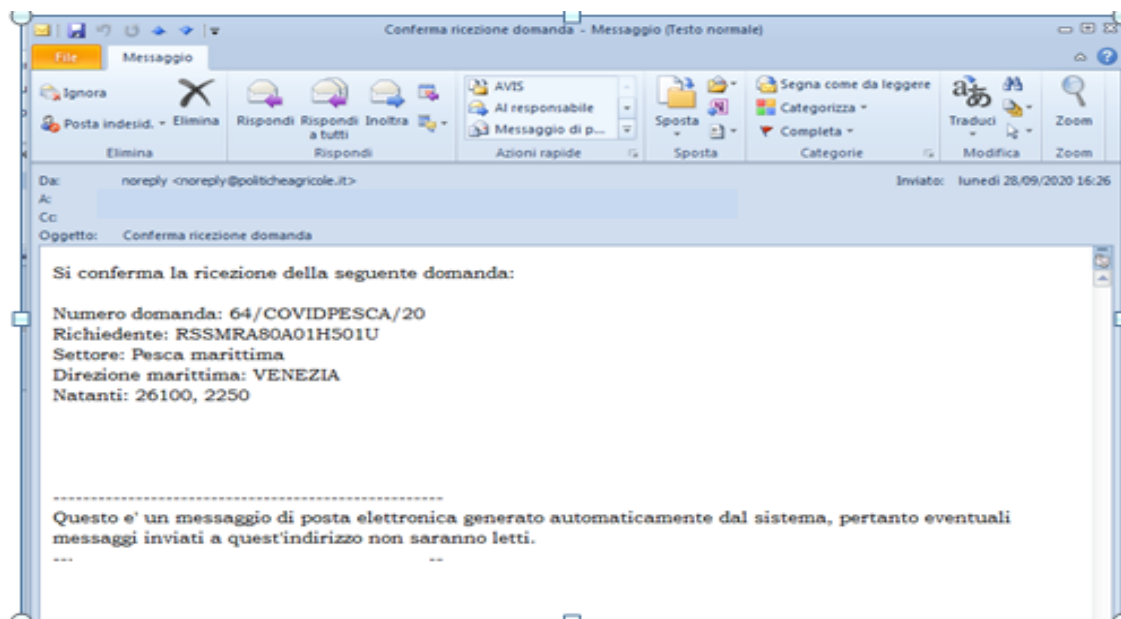 Conferma ricezione domanda - Messaggio (Testo normale)
File Messaggio
Ignora
Posta indesid.
Elimina
Rispondi Rispondi a tutti Inoltra
AVIS
Al responsabile
Messaggio di p...
Sposta
Segna come da leggere
Categorizza
Completa
Traduci
Zoom
Elimina Rispondi Azioni rapide Sposta Categorie Modifica Zoom
Da: noreply <noreply@politicheagricole.it> Inviato: lunedì 28/09/2020 16:26
A:
Cc:
Oggetto: Conferma ricezione domanda
Si conferma la ricezione della seguente domanda:
Numero domanda: 64/COVIDPESCA/20
Richiedente: RSSMRA80A01H501U
Settore: Pesca marittima
Direzione marittima: VENEZIA
Natanti: 26100, 2250
----------------------------------------------------
Questo e' un messaggio di posta elettronica generato automaticamente dal sistema, pertanto eventuali
messaggi inviati a quest'indirizzo non saranno letti.
--- --